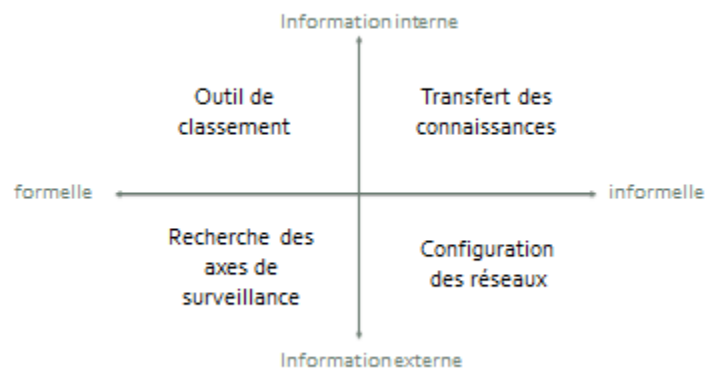 Information interne
Outil de
classement
Transfert des
connaissances
formelle
informelle
Recherche des
axes de
surveillance
Configuration
des réseaux
Information externe